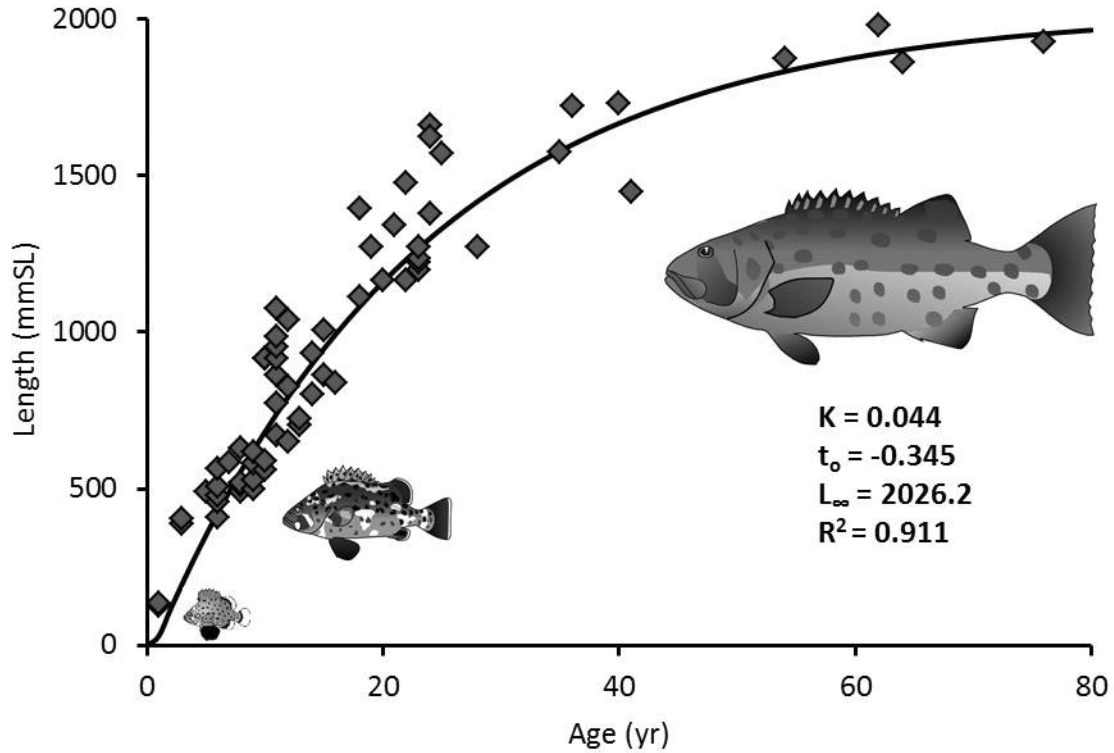 2000
1500
1000
500
0
Length (mmSL)
0 20 40 60 80
Age (yr)
K = 0.044
to = -0.345
L∞ = 2026.2
R² = 0.911